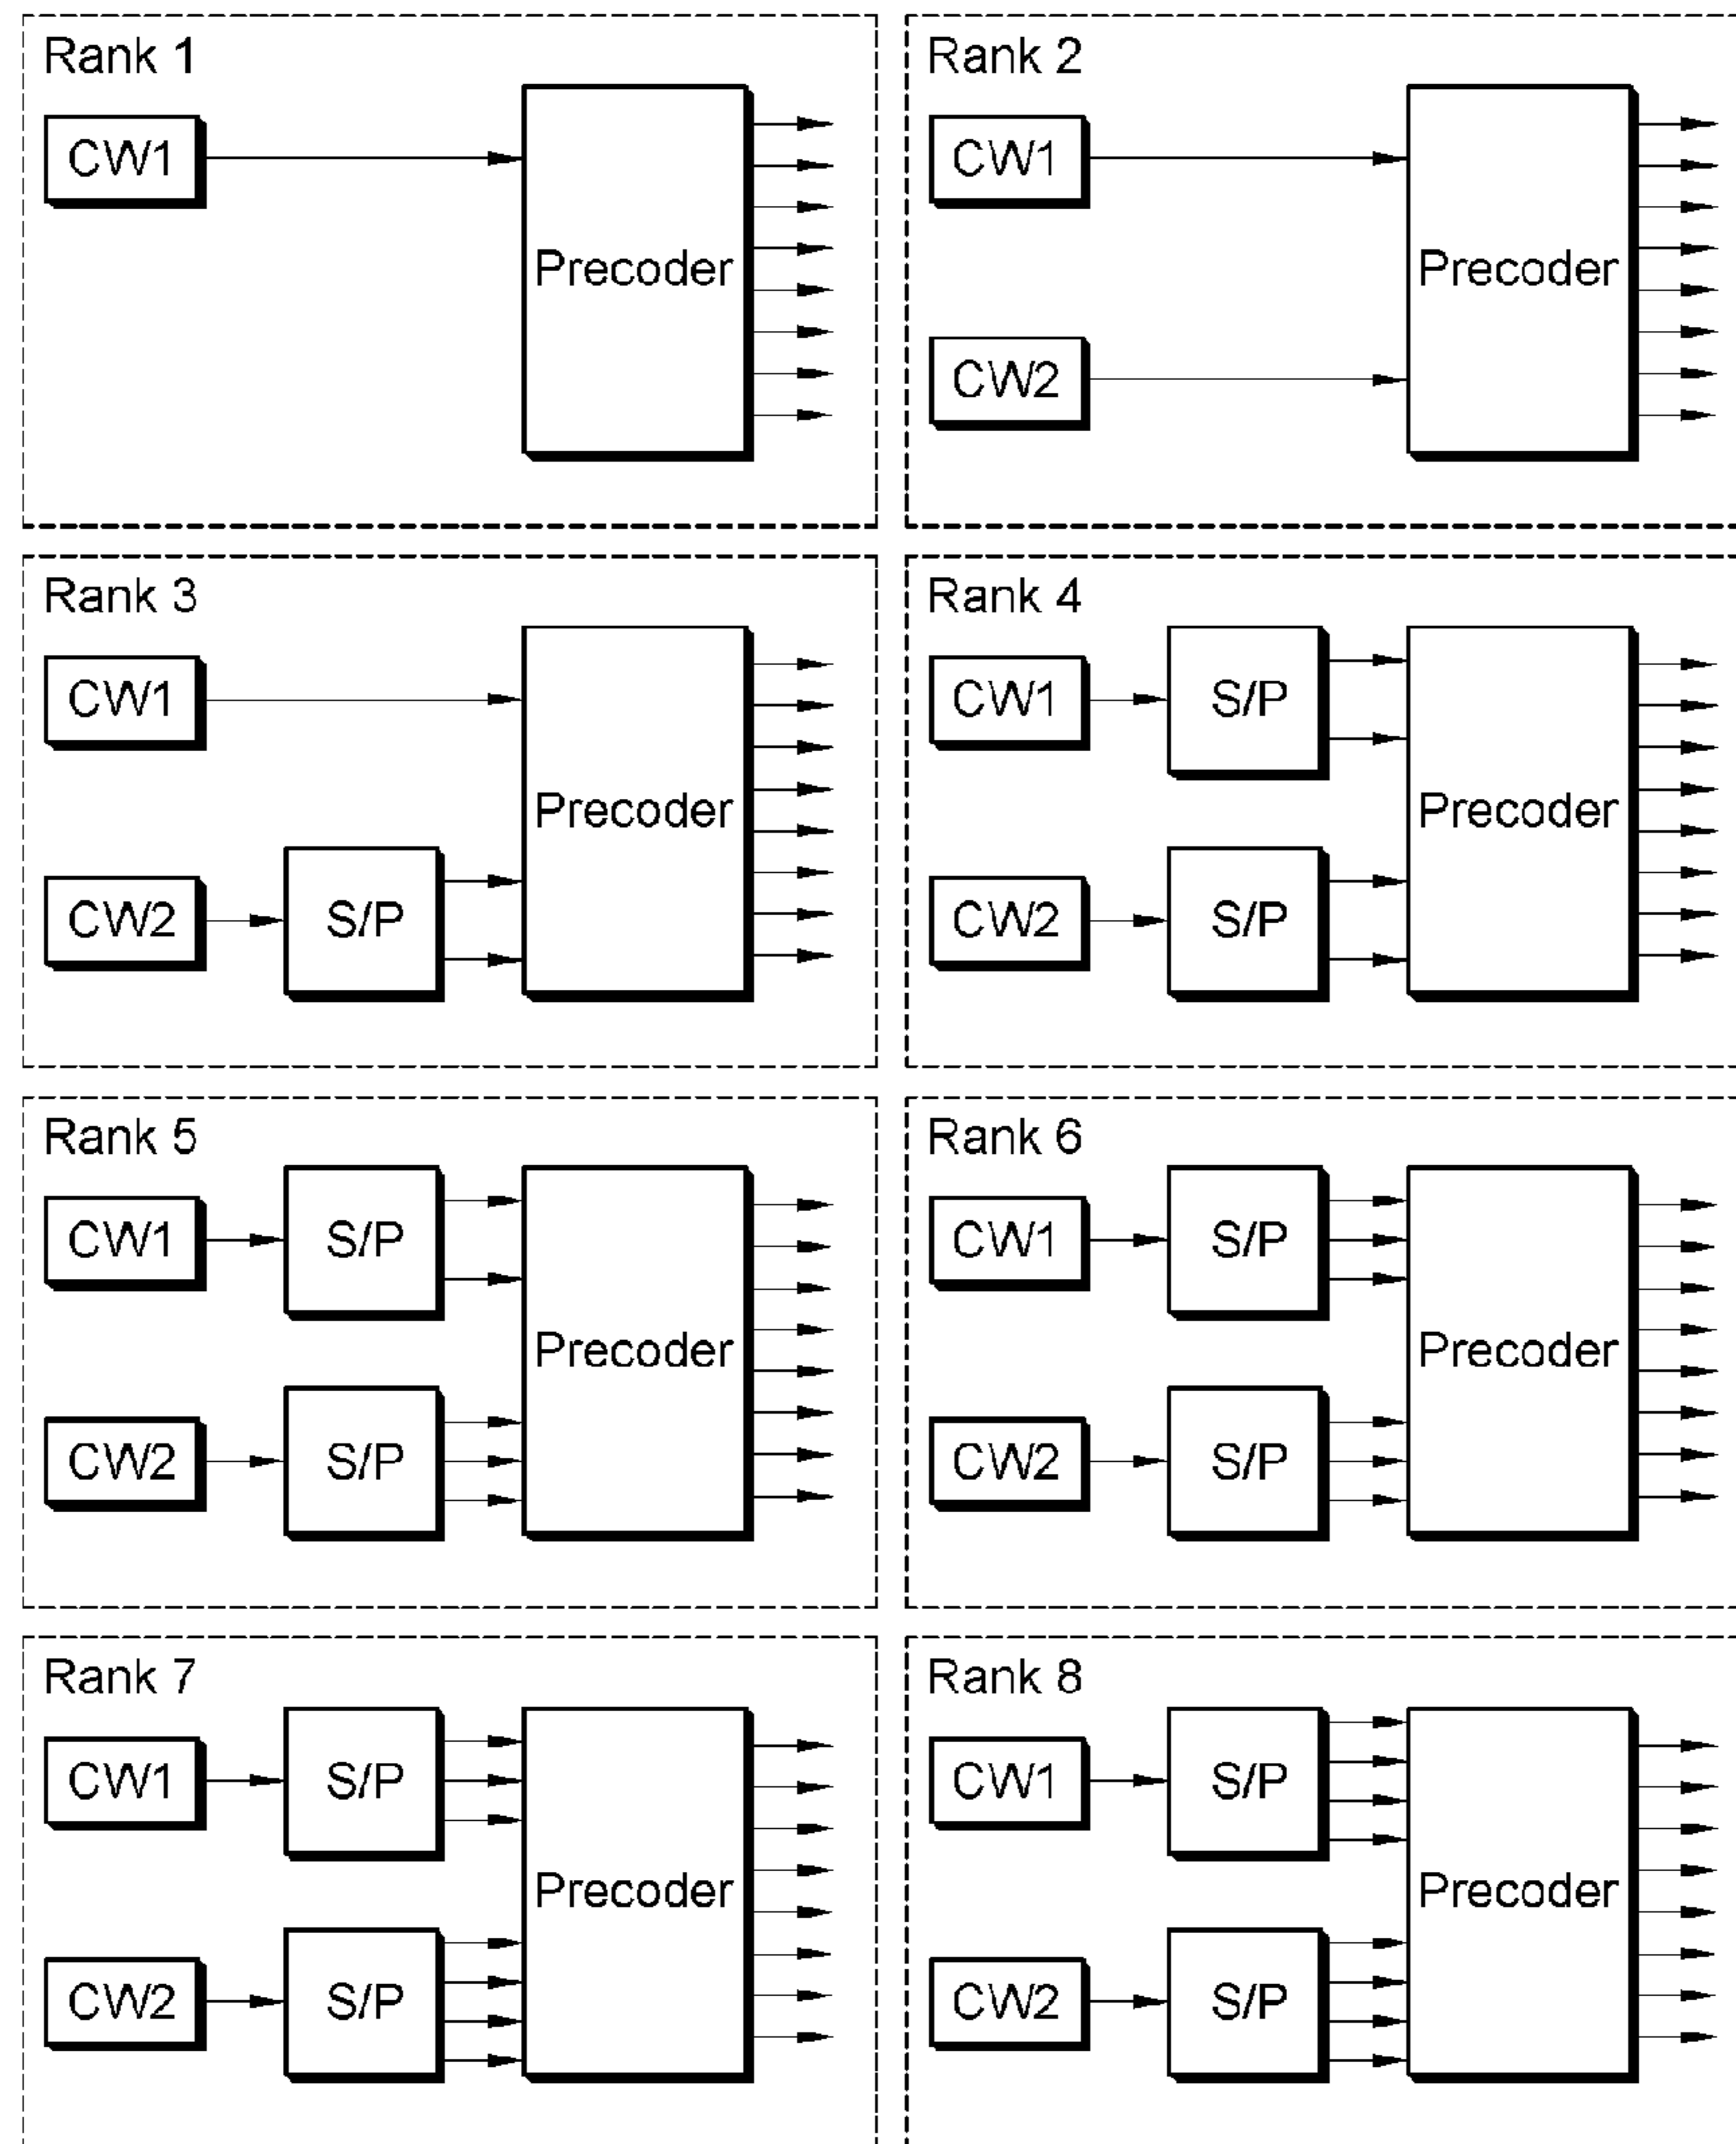 Rank 1
CW1
Precoder
Rank 2
CW1
Precoder
CW2
Rank 3
CW1
Precoder
CW2
S/P
Rank 4
CW1
S/P
Precoder
CW2
S/P
Rank 5
CW1
S/P
Precoder
CW2
S/P
Rank 6
CW1
S/P
Precoder
CW2
S/P
Rank 7
CW1
S/P
Precoder
CW2
S/P
Rank 8
CW1
S/P
Precoder
CW2
S/P